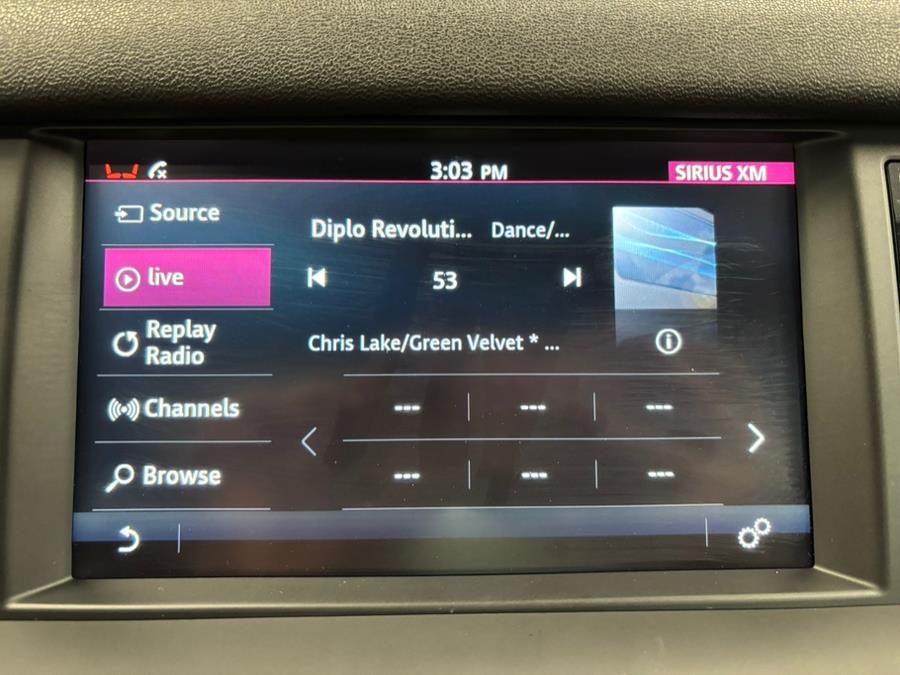 3:03 PM
SIRIUS XM
Source
Diplo Revoluti... Dance/...
live
53
Replay
Radio
Chris Lake/Green Velvet * ...
Channels
--- --- ---
Browse
--- --- ---